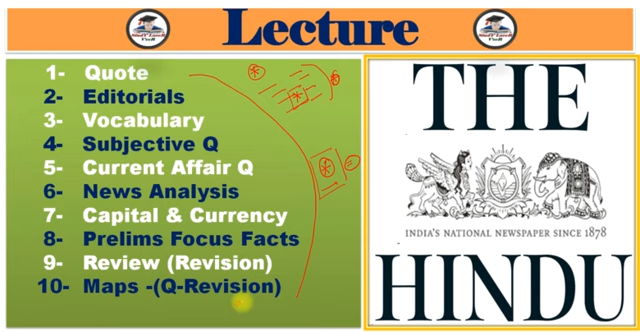 Lecture
1- Quote
2- Editorials
3- Vocabulary
4- Subjective Q
5- Current Affair Q
6- News Analysis
7- Capital & Currency
8- Prelims Focus Facts
9- Review (Revision)
10- Maps -(Q-Revision)
THE
INDIA'S NATIONAL NEWSPAPER SINCE 1878
HINDU